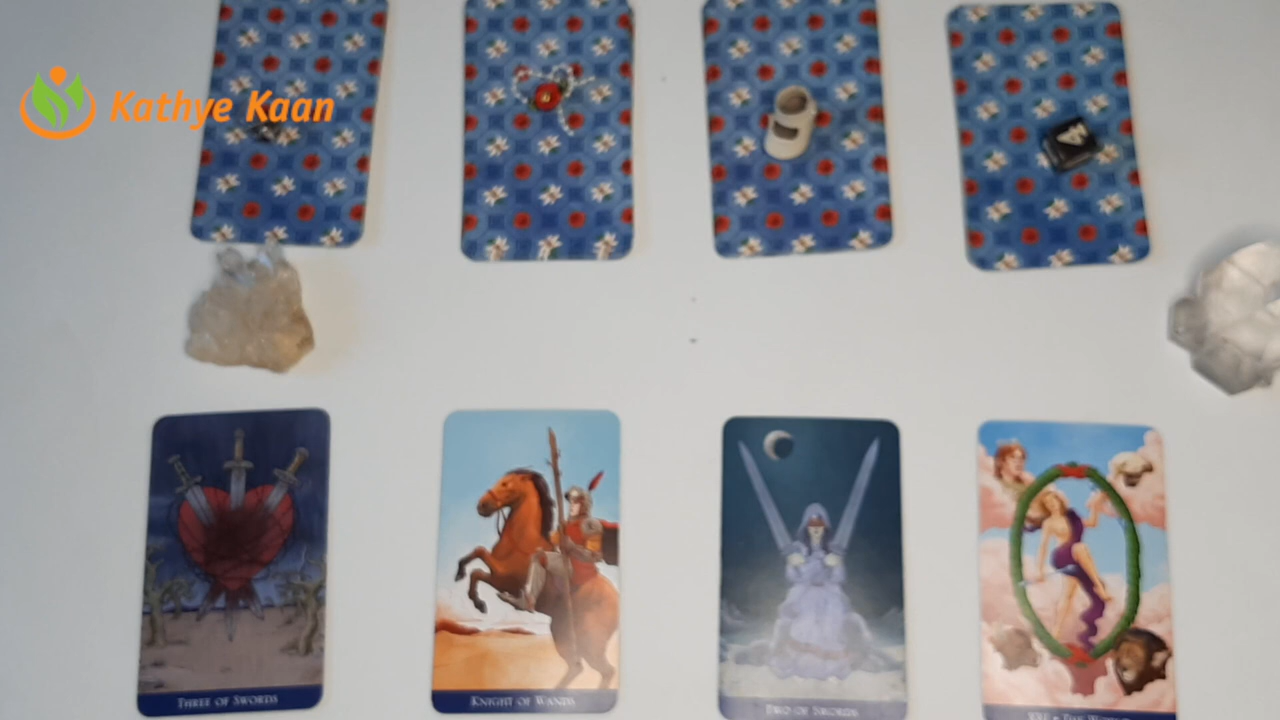 Kathye Kaan
THREE OF SWORDS
KNIGHT OF WANDS
TWO OF SWORDS